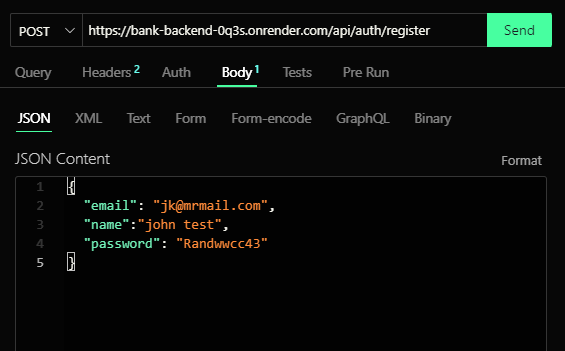 POST https://bank-backend-0q3s.onrender.com/api/auth/register Send
Query Headers 2 Auth Body 1 Tests Pre Run
JSON XML Text Form Form-encode GraphQL Binary
JSON Content Format
1 {
2 "email": "jk@mrmail.com",
3 "name":"john test",
4 "password": "Randwwcc43"
5 }